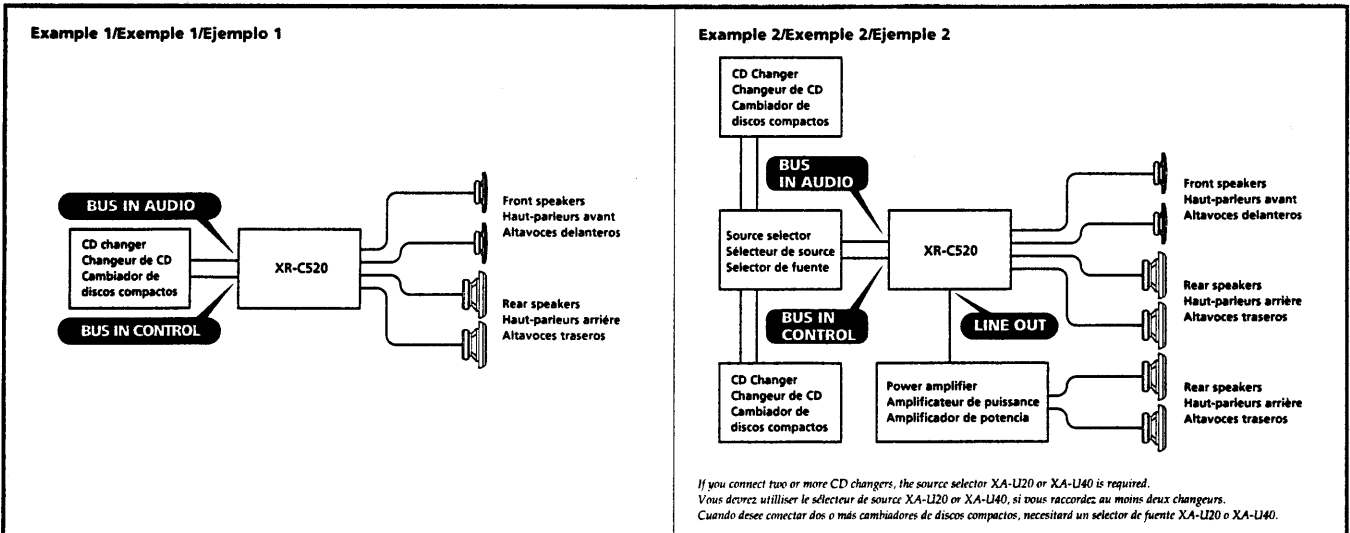 Example 1/Exemple 1/Ejemplo 1
BUS IN AUDIO
CD changer
Changeur de CD
Cambiador de
discos compactos
BUS IN CONTROL
XR-C520
Front speakers
Haut-parleurs avant
Altavoces delanteros
Rear speakers
Haut-parleurs arriére
Altavoces traseros
Example 2/Exemple 2/Ejemple 2
CD Changer
Changeur de CD
Cambiador de
discos compactos
BUS
IN AUDIO
Source selector
Sélecteur de source
Selector de fuente
XR-C520
BUS IN
CONTROL
LINE OUT
Front speakers
Haut-parleurs avant
Altavoces delanteros
Rear speakers
Haut-parleurs arrière
Altavoces traseros
CD Changer
Changeur de CD
Cambiador de
discos compactos
Power amplifier
Amplificateur de puissance
Amplificador de potencia
Rear speakers
Haut-parleurs arrière
Altavoces traseros
If you connect two or more CD changers, the source selector XA-U20 or XA-U40 is required.
Vous devrez utilliser le sélecteur de source XA-U20 or XA-U40, si vous raccordez au moins deux changeurs.
Cuando desee conectar dos o más cambiadores de discos compactos, necesitard un selector de fuente XA-U20 o XA-U40.